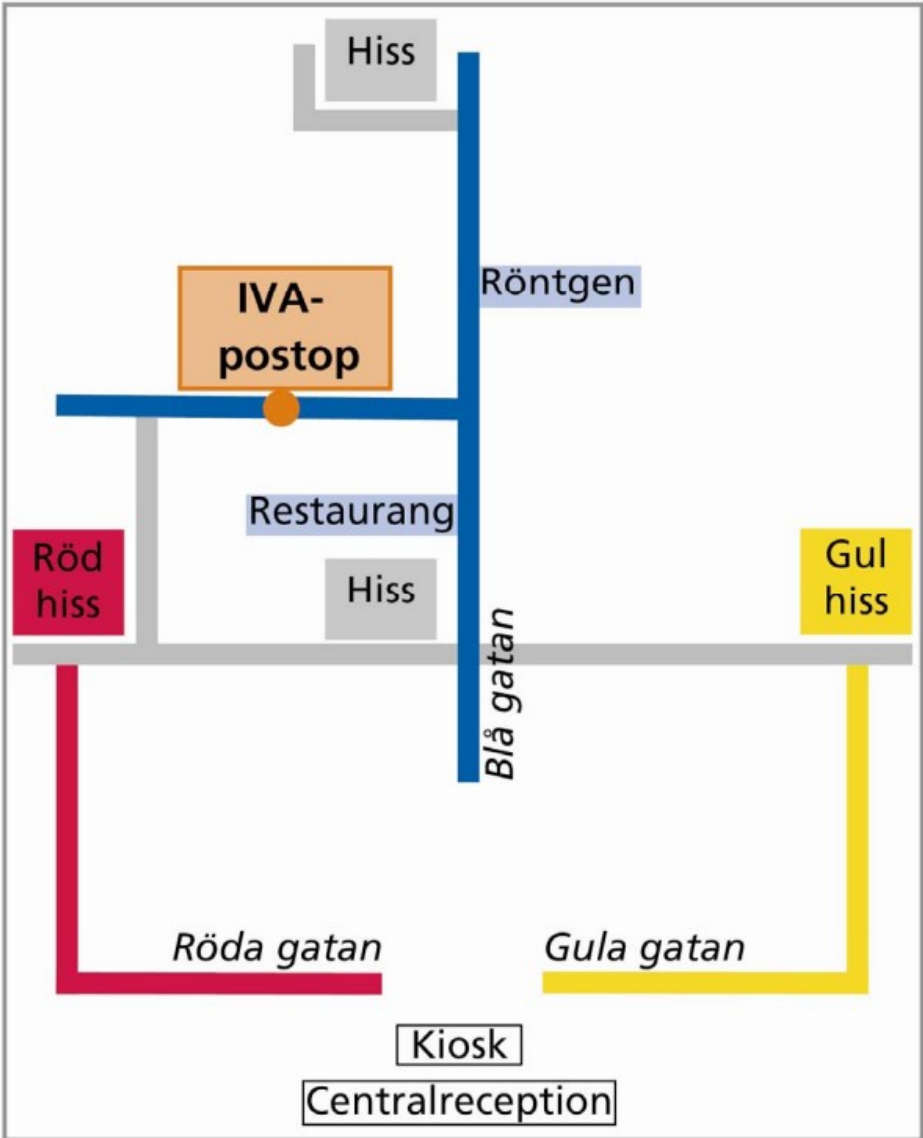 Hiss
Röntgen
IVA-
postop
Restaurang
Röd
hiss
Hiss
Gul
hiss
Blå gatan
Röda gatan
Gula gatan
Kiosk
Centralreception